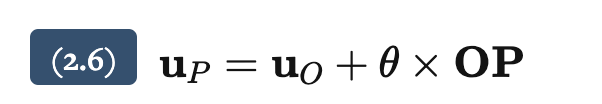 (2.6) u_P = u_O + θ × OP